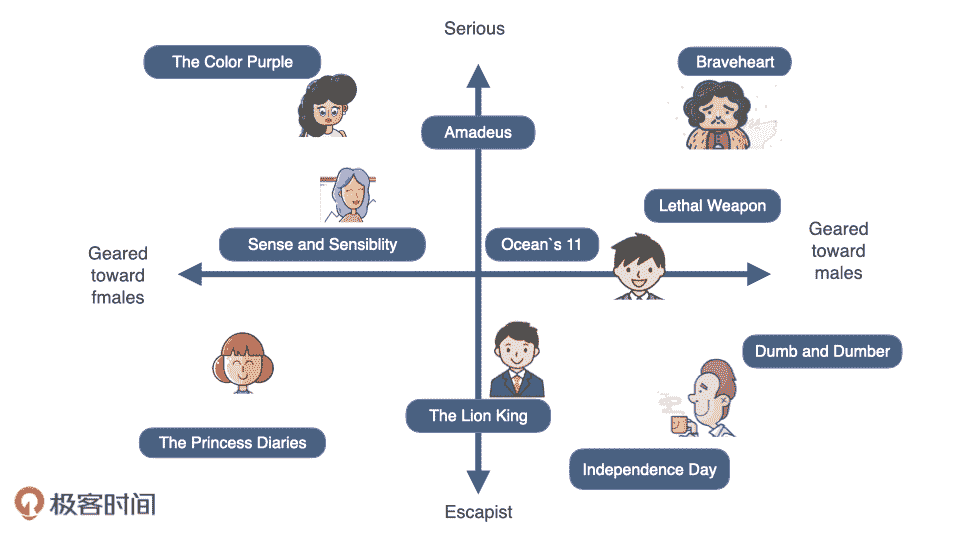 Serious
The Color Purple
Braveheart
Amadeus
Lethal Weapon
Sense and Sensiblity
Ocean`s 11
Geared
toward
fmales
Geared
toward
males
Dumb and Dumber
The Lion King
The Princess Diaries
Independence Day
极客时间
Escapist